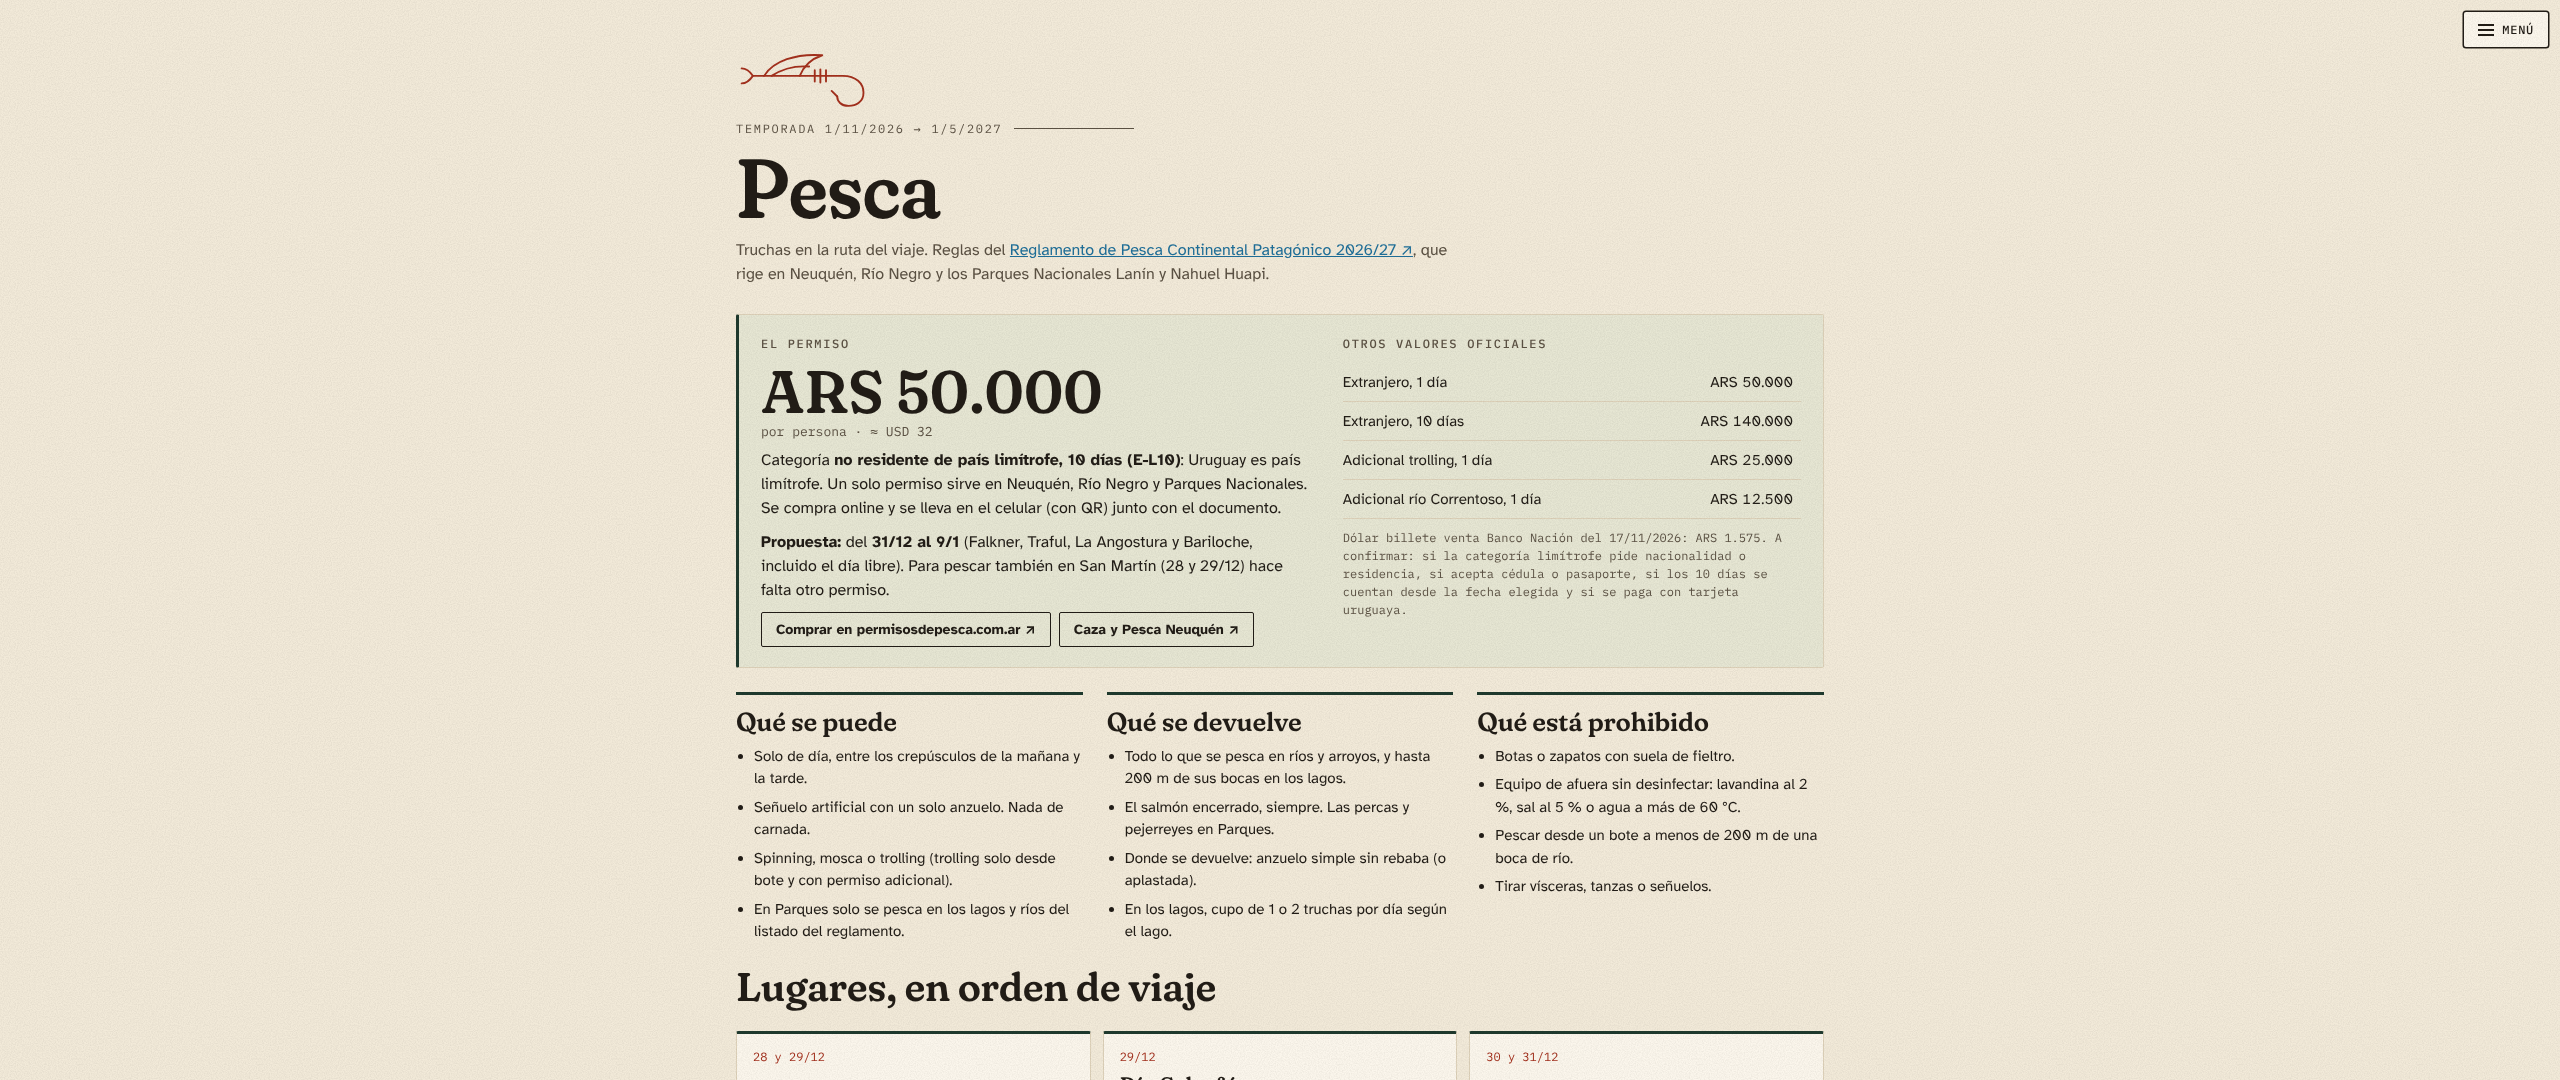 MENÚ
TEMPORADA 1/11/2026 → 1/5/2027
Pesca
Truchas en la ruta del viaje. Reglas del Reglamento de Pesca Continental Patagónico 2026/27 ↗, que
rige en Neuquén, Río Negro y los Parques Nacionales Lanín y Nahuel Huapi.
EL PERMISO
ARS 50.000
por persona · ≈ USD 32
Categoría no residente de país limítrofe, 10 días (E-L10): Uruguay es país
limítrofe. Un solo permiso sirve en Neuquén, Río Negro y Parques Nacionales.
Se compra online y se lleva en el celular (con QR) junto con el documento.
Propuesta: del 31/12 al 9/1 (Falkner, Traful, La Angostura y Bariloche,
incluido el día libre). Para pescar también en San Martín (28 y 29/12) hace
falta otro permiso.
Comprar en permisosdepesca.com.ar ↗
Caza y Pesca Neuquén ↗
OTROS VALORES OFICIALES
Extranjero, 1 día ARS 50.000
Extranjero, 10 días ARS 140.000
Adicional trolling, 1 día ARS 25.000
Adicional río Correntoso, 1 día ARS 12.500
Dólar billete venta Banco Nación del 17/11/2026: ARS 1.575. A
confirmar: si la categoría limítrofe pide nacionalidad o
residencia, si acepta cédula o pasaporte, si los 10 días se
cuentan desde la fecha elegida y si se paga con tarjeta
uruguaya.
Qué se puede
• Solo de día, entre los crepúsculos de la mañana y
la tarde.
• Señuelo artificial con un solo anzuelo. Nada de
carnada.
• Spinning, mosca o trolling (trolling solo desde
bote y con permiso adicional).
• En Parques solo se pesca en los lagos y ríos del
listado del reglamento.
Qué se devuelve
• Todo lo que se pesca en ríos y arroyos, y hasta
200 m de sus bocas en los lagos.
• El salmón encerrado, siempre. Las percas y
pejerreyes en Parques.
• Donde se devuelve: anzuelo simple sin rebaba (o
aplastada).
• En los lagos, cupo de 1 o 2 truchas por día según
el lago.
Qué está prohibido
• Botas o zapatos con suela de fieltro.
• Equipo de afuera sin desinfectar: lavandina al 2
%, sal al 5 % o agua a más de 60 °C.
• Pescar desde un bote a menos de 200 m de una
boca de río.
• Tirar vísceras, tanzas o señuelos.
Lugares, en orden de viaje
28 y 29/12
29/12
30 y 31/12